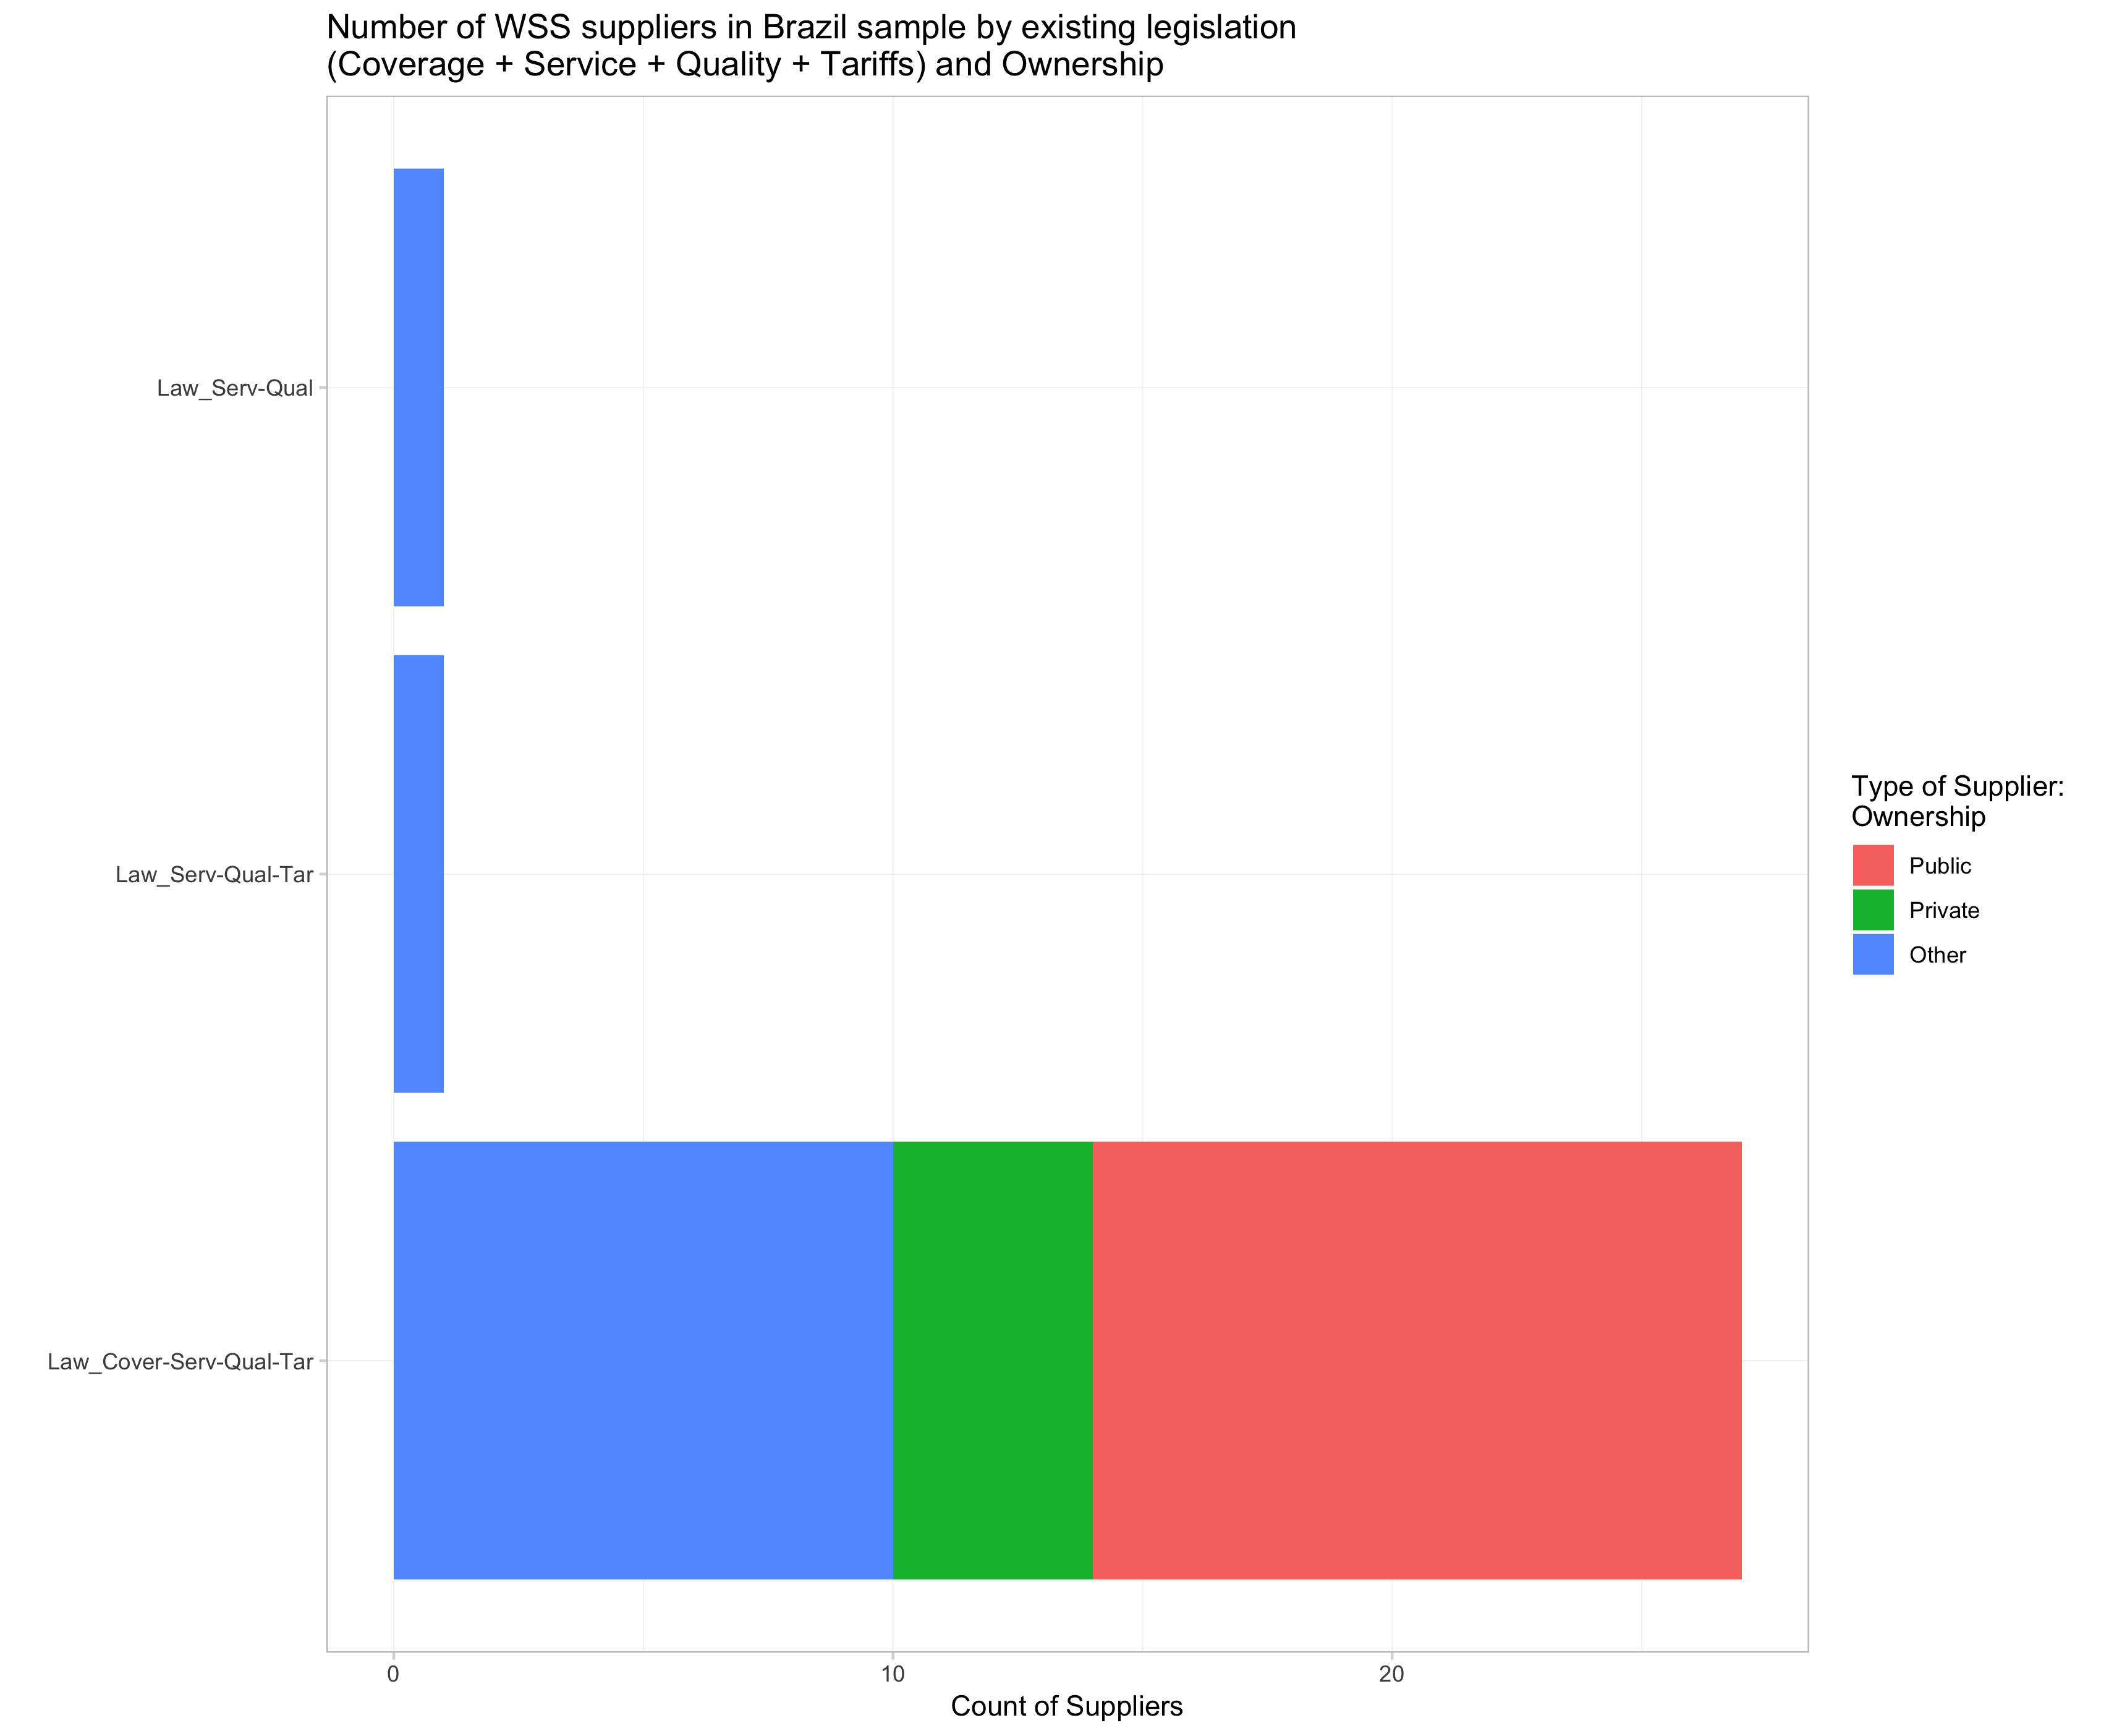 Number of WSS suppliers in Brazil sample by existing legislation
(Coverage + Service + Quality + Tariffs) and Ownership
Law_Serv-Qual
Law_Serv-Qual-Tar
Law_Cover-Serv-Qual-Tar
0 10 20
Count of Suppliers
Type of Supplier:
Ownership
Public
Private
Other